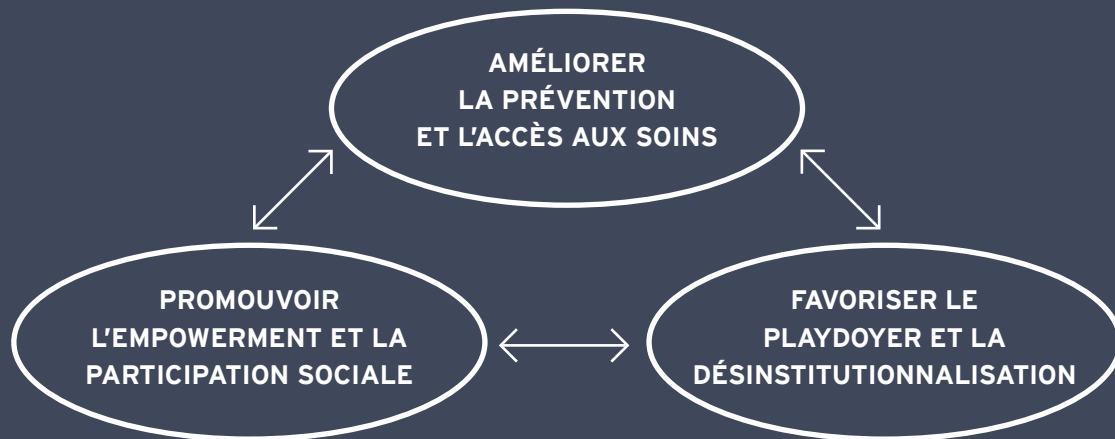 AMÉLIORER
LA PRÉVENTION
ET L'ACCÈS AUX SOINS
PROMOUVOIR
L'EMPOWERMENT ET LA
PARTICIPATION SOCIALE
FAVORISER LE
PLAYDOYER ET LA
DÉSINSTITUTIONNALISATION